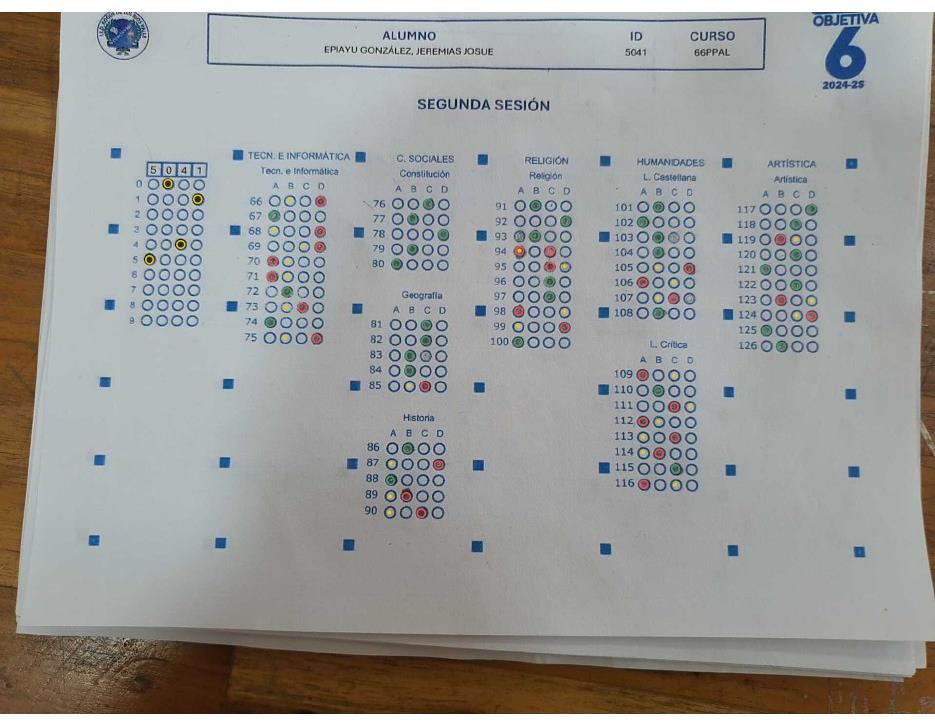 OBJETIVA
6
2024-25
ALUMNO
EPIAYU GONZÁLEZ, JEREMIAS JOSUE
ID
5041
CURSO
66PPAL
SEGUNDA SESIÓN
5 0 4 1
0
1
2
3
4
5
6
7
8
9
TECN. E INFORMÁTICA
Tecn. e Informática
A B C D
66
67
68
69
70
71
72
73
74
75
C. SOCIALES
Constitución
A B C D
76
77
78
79
80
Geografía
A B C D
81
82
83
84
85
Historia
A B C D
86
87
88
89
90
RELIGIÓN
Religión
A B C D
91
92
93
94
95
96
97
98
99
100
HUMANIDADES
L. Castellana
A B C D
101
102
103
104
105
106
107
108
L. Crítica
A B C D
109
110
111
112
113
114
115
116
ARTÍSTICA
Artística
A B C D
117
118
119
120
121
122
123
124
125
126